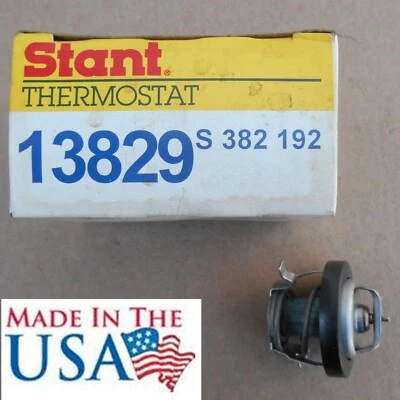 Stant®
THERMOSTAT
13829 S 382 192
MADE IN THE
USA